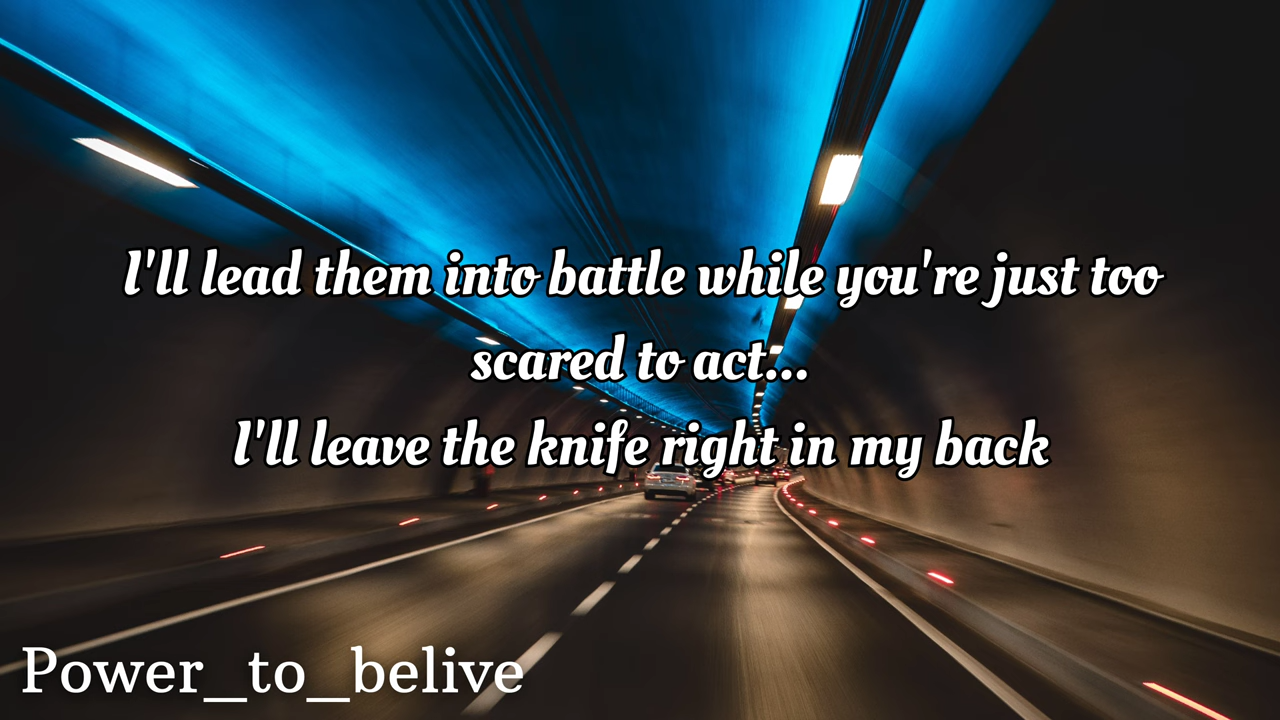 I'll lead them into battle while you're just too
scared to act...
I'll leave the knife right in my back
Power_to_belive